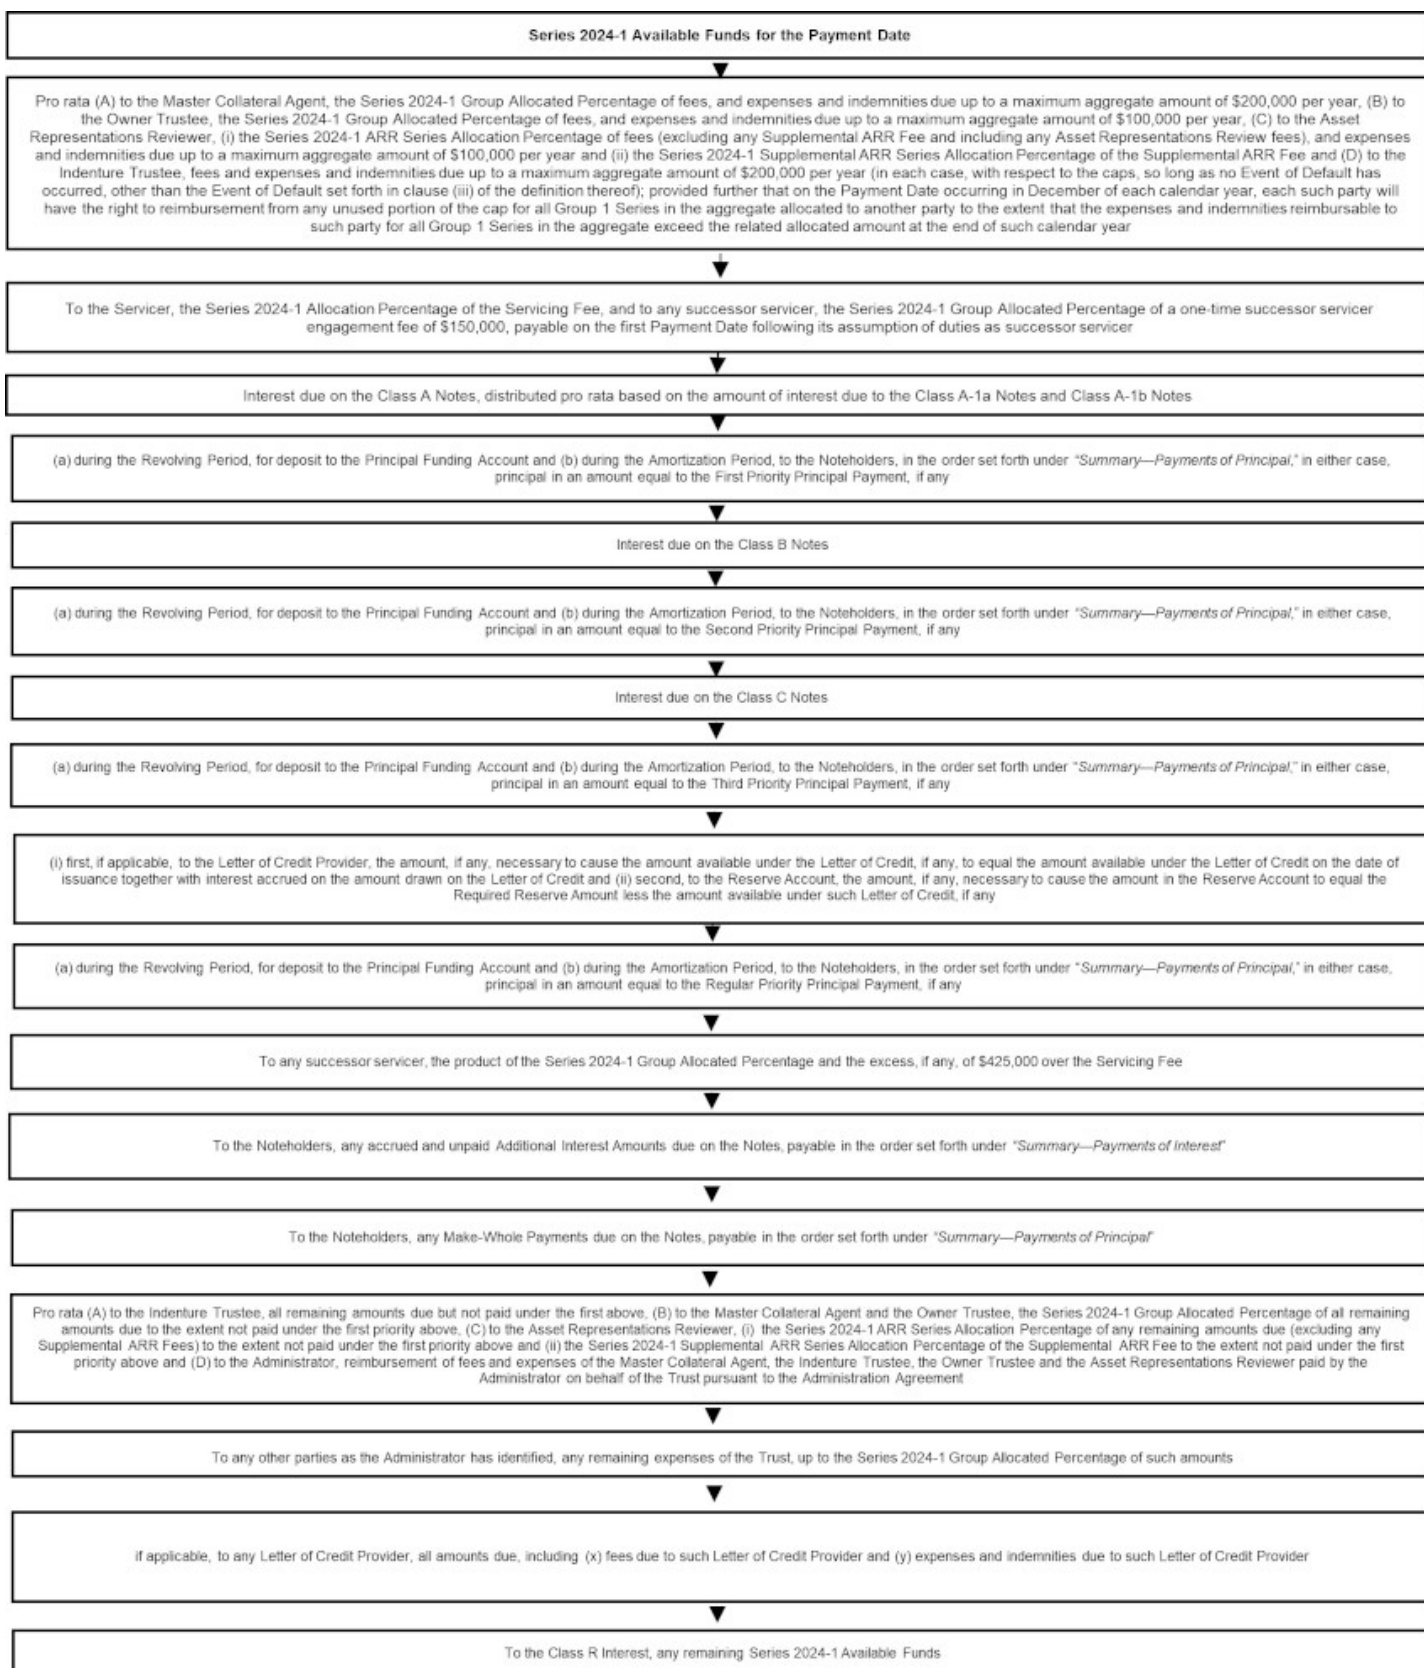 Series 2024-1 Available Funds for the Payment Date
Pro rata (A) to the Master Collateral Agent, the Series 2024-1 Group Allocated Percentage of fees, and expenses and indemnities due up to a maximum aggregate amount of $200,000 per year, (B) to
the Owner Trustee, the Series 2024-1 Group Allocated Percentage of fees, and expenses and indemnities due up to a maximum aggregate amount of $100,000 per year, (C) to the Asset
Representations Reviewer, (i) the Series 2024-1 ARR Series Allocation Percentage of fees (excluding any Supplemental ARR Fee and including any Asset Representations Review fees), and expenses
and indemnities due up to a maximum aggregate amount of $100,000 per year and (ii) the Series 2024-1 Supplemental ARR Series Allocation Percentage of the Supplemental ARR Fee and (D) to the
Indenture Trustee, fees and expenses and indemnities due up to a maximum aggregate amount of $200,000 per year (in each case, with respect to the caps, so long as no Event of Default has
occurred, other than the Event of Default set forth in clause (iii) of the definition thereof); provided further that on the Payment Date occurring in December of each calendar year, each such party will
have the right to reimbursement from any unused portion of the cap for all Group 1 Series in the aggregate allocated to another party to the extent that the expenses and indemnities reimbursable to
such party for all Group 1 Series in the aggregate exceed the related allocated amount at the end of such calendar year
To the Servicer, the Series 2024-1 Allocation Percentage of the Servicing Fee, and to any successor servicer, the Series 2024-1 Group Allocated Percentage of a one-time successor servicer
engagement fee of $150,000, payable on the first Payment Date following its assumption of duties as successor servicer
Interest due on the Class A Notes, distributed pro rata based on the amount of interest due to the Class A-1a Notes and Class A-1b Notes
(a) during the Revolving Period, for deposit to the Principal Funding Account and (b) during the Amortization Period, to the Noteholders, in the order set forth under "Summary—Payments of Principal," in either case,
principal in an amount equal to the First Priority Principal Payment, if any
Interest due on the Class B Notes
(a) during the Revolving Period, for deposit to the Principal Funding Account and (b) during the Amortization Period, to the Noteholders, in the order set forth under "Summary—Payments of Principal," in either case,
principal in an amount equal to the Second Priority Principal Payment, if any
Interest due on the Class C Notes
(a) during the Revolving Period, for deposit to the Principal Funding Account and (b) during the Amortization Period, to the Noteholders, in the order set forth under "Summary—Payments of Principal," in either case,
principal in an amount equal to the Third Priority Principal Payment, if any
(i) first, if applicable, to the Letter of Credit Provider, the amount, if any, necessary to cause the amount available under the Letter of Credit, if any, to equal the amount available under the Letter of Credit on the date of
issuance together with interest accrued on the amount drawn on the Letter of Credit and (ii) second, to the Reserve Account, the amount, if any, necessary to cause the amount in the Reserve Account to equal the
Required Reserve Amount less the amount available under such Letter of Credit, if any
(a) during the Revolving Period, for deposit to the Principal Funding Account and (b) during the Amortization Period, to the Noteholders, in the order set forth under "Summary—Payments of Principal," in either case,
principal in an amount equal to the Regular Priority Principal Payment, if any
To any successor servicer, the product of the Series 2024-1 Group Allocated Percentage and the excess, if any, of $425,000 over the Servicing Fee
To the Noteholders, any accrued and unpaid Additional Interest Amounts due on the Notes, payable in the order set forth under "Summary—Payments of Interest"
To the Noteholders, any Make-Whole Payments due on the Notes, payable in the order set forth under "Summary—Payments of Principal"
Pro rata (A) to the Indenture Trustee, all remaining amounts due but not paid under the first above, (B) to the Master Collateral Agent and the Owner Trustee, the Series 2024-1 Group Allocated Percentage of all remaining
amounts due to the extent not paid under the first priority above, (C) to the Asset Representations Reviewer, (i) the Series 2024-1 ARR Series Allocation Percentage of any remaining amounts due (excluding any
Supplemental ARR Fees) to the extent not paid under the first priority above and (ii) the Series 2024-1 Supplemental ARR Series Allocation Percentage of the Supplemental ARR Fee to the extent not paid under the first
priority above and (D) to the Administrator, reimbursement of fees and expenses of the Master Collateral Agent, the Indenture Trustee, the Owner Trustee and the Asset Representations Reviewer paid by the
Administrator on behalf of the Trust pursuant to the Administration Agreement
To any other parties as the Administrator has identified, any remaining expenses of the Trust, up to the Series 2024-1 Group Allocated Percentage of such amounts
if applicable, to any Letter of Credit Provider, all amounts due, including (x) fees due to such Letter of Credit Provider and (y) expenses and indemnities due to such Letter of Credit Provider
To the Class R Interest, any remaining Series 2024-1 Available Funds